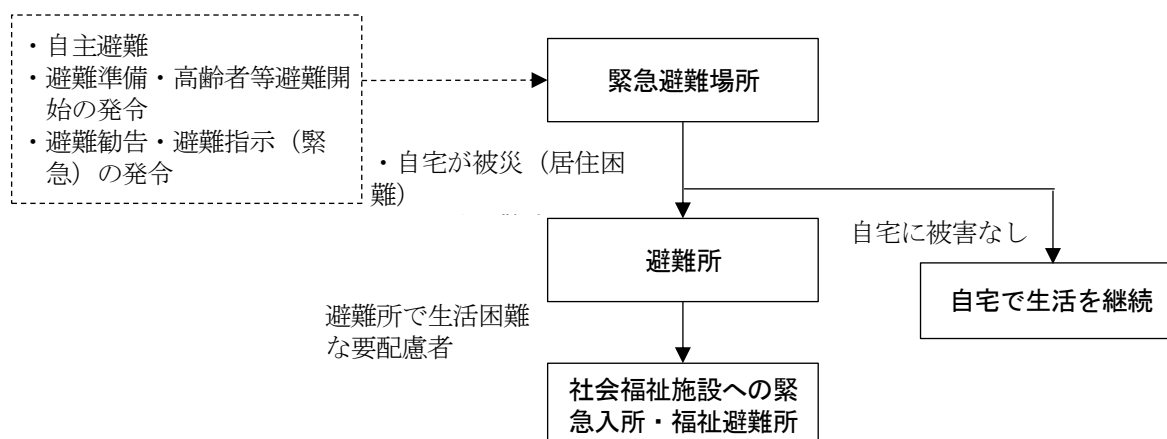 ・自主避難
・避難準備・高齢者等避難開
始の発令
・避難勧告・避難指示（緊
急）の発令
緊急避難場所
・自宅が被災（居住困
難）
避難所
自宅に被害なし
自宅で生活を継続
避難所で生活困難
な要配慮者
社会福祉施設への緊
急入所・福祉避難所